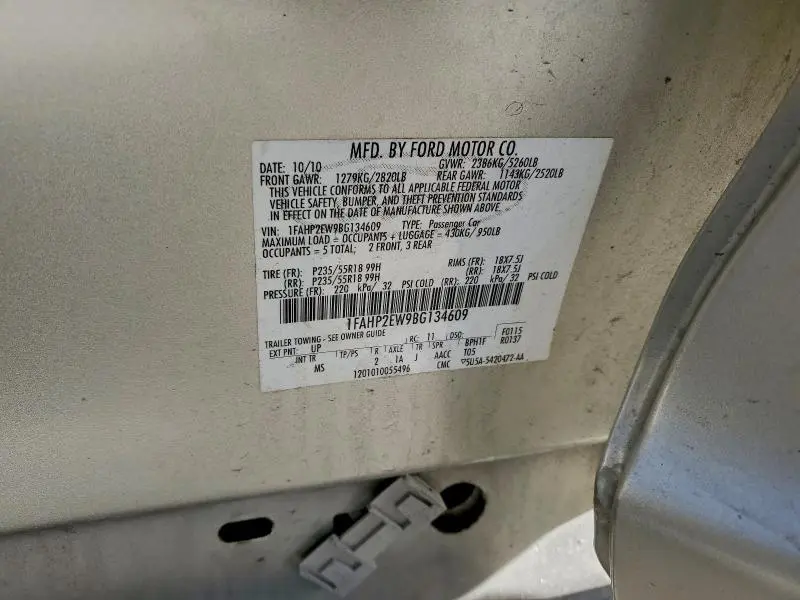 MFD. BY FORD MOTOR CO.
DATE: 10/10 GVWR: 2386KG/5260LB
FRONT GAWR: 1279KG/2820LB REAR GAWR: 1143KG/2520LB
THIS VEHICLE CONFORMS TO ALL APPLICABLE FEDERAL MOTOR
VEHICLE SAFETY, BUMPER, AND THEFT PREVENTION STANDARDS
IN EFFECT ON THE DATE OF MANUFACTURE SHOWN ABOVE.
VIN: 1FAHP2EW9BG134609 TYPE: Passenger Car
MAXIMUM LOAD = OCCUPANTS + LUGGAGE = 430KG/ 950LB
OCCUPANTS = 5 TOTAL; 2 FRONT, 3 REAR
TIRE (FR): P235/55R18 99H RIMS (FR): 18X7.5J
(RR): P235/55R18 99H (RR): 18X7.5J
PRESSURE (FR): 220 kPa/ 32 PSI COLD (RR): 220 kPa/ 32 PSI COLD
1FAHP2EW9BG134609
TRAILER TOWING - SEE OWNER GUIDE
EXT PNT: UP RC: 11 DSO: F0115
BPH1F R0137
INT TR TP/PS R AXLE TR SPR T05
MS 2 1A J AACC
1201010055496 CMC 5U5A-5420472-AA